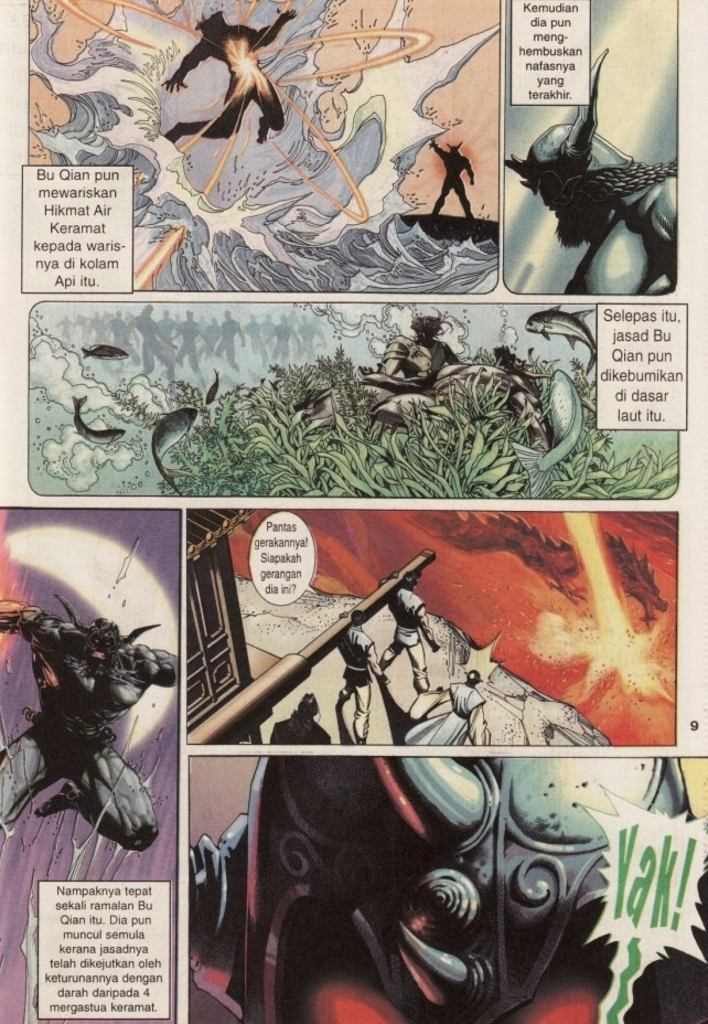 Bu Qian pun
mewariskan
Hikmat Air
Keramat
kepada waris-
nya di kolam
Api itu.
Kemudian
dia pun
meng-
hembuskan
nafasnya
yang
terakhir.
Selepas itu,
jasad Bu
Qian pun
dikebumikan
di dasar
laut itu.
Nampaknya tepat
sekali ramalan Bu
Qian itu. Dia pun
muncul semula
kerana jasadnya
telah dikejutkan oleh
keturunannya dengan
darah daripada 4
mergastua keramat.
Pantas
gerakannya!
Siapakah
gerangan
dia ini?
9
Yak!